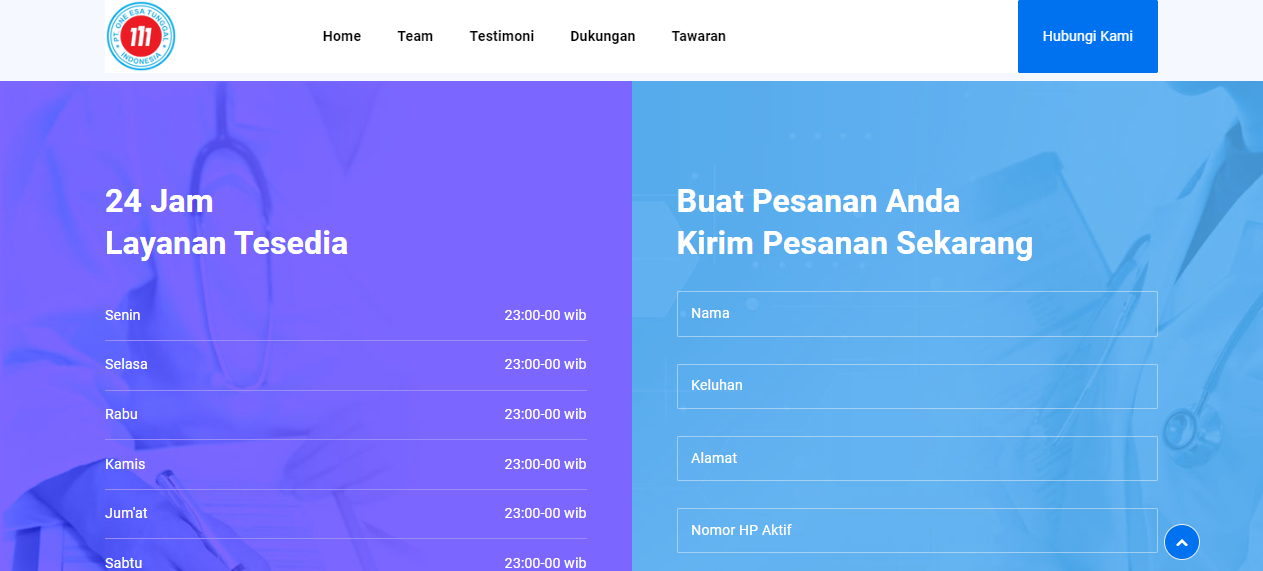 PT ONE ESA TUNGGAL
111
INDONESIA
Home
Team
Testimoni
Dukungan
Tawaran
Hubungi Kami
24 Jam
Layanan Tesedia
Senin 23:00-00 wib
Selasa 23:00-00 wib
Rabu 23:00-00 wib
Kamis 23:00-00 wib
Jum'at 23:00-00 wib
Sabtu 23:00-00 wib
Buat Pesanan Anda
Kirim Pesanan Sekarang
Nama
Keluhan
Alamat
Nomor HP Aktif